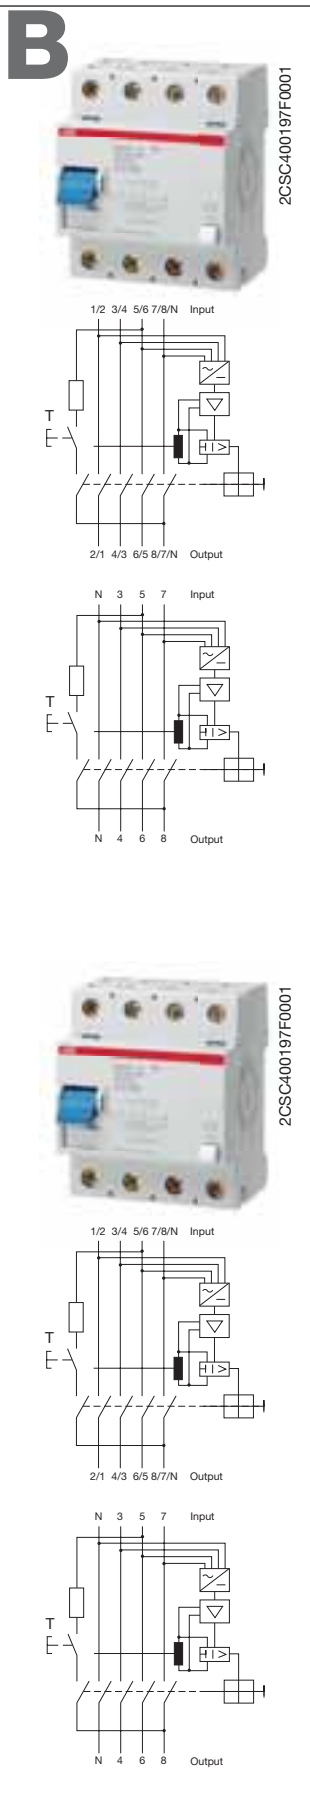 B
2CSC400197F0001
1/2 3/4 5/6 7/8/N Input
T
2/1 4/3 6/5 8/7/N Output
N 3 5 7 Input
T
N 4 6 8 Output
2CSC400197F0001
1/2 3/4 5/6 7/8/N Input
T
2/1 4/3 6/5 8/7/N Output
N 3 5 7 Input
T
N 4 6 8 Output